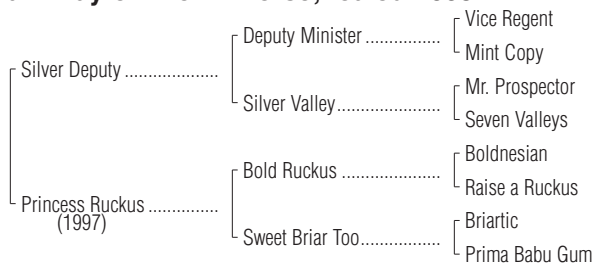 Vice Regent
Deputy Minister ................
Mint Copy
Silver Deputy ....................
Mr. Prospector
Silver Valley......................
Seven Valleys
Boldnesian
Bold Ruckus .....................
Raise a Ruckus
Princess Ruckus ..............
(1997)
Briartic
Sweet Briar Too.................
Prima Babu Gum